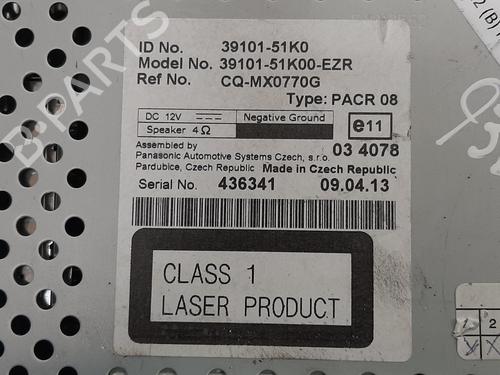 ID No. 39101-51K0
Model No. 39101-51K00-EZR
Ref No. CQ-MX0770G
Type: PACR 08
DC 12V Negative Ground
Speaker 4Ω
e11
03 4078
Assembled by
Panasonic Automotive Systems Czech, s.r.o.
Pardubice, Czech Republic Made in Czech Republic
Serial No. 436341 09.04.13
CLASS 1
LASER PRODUCT
1 2
X X
B-PARTS